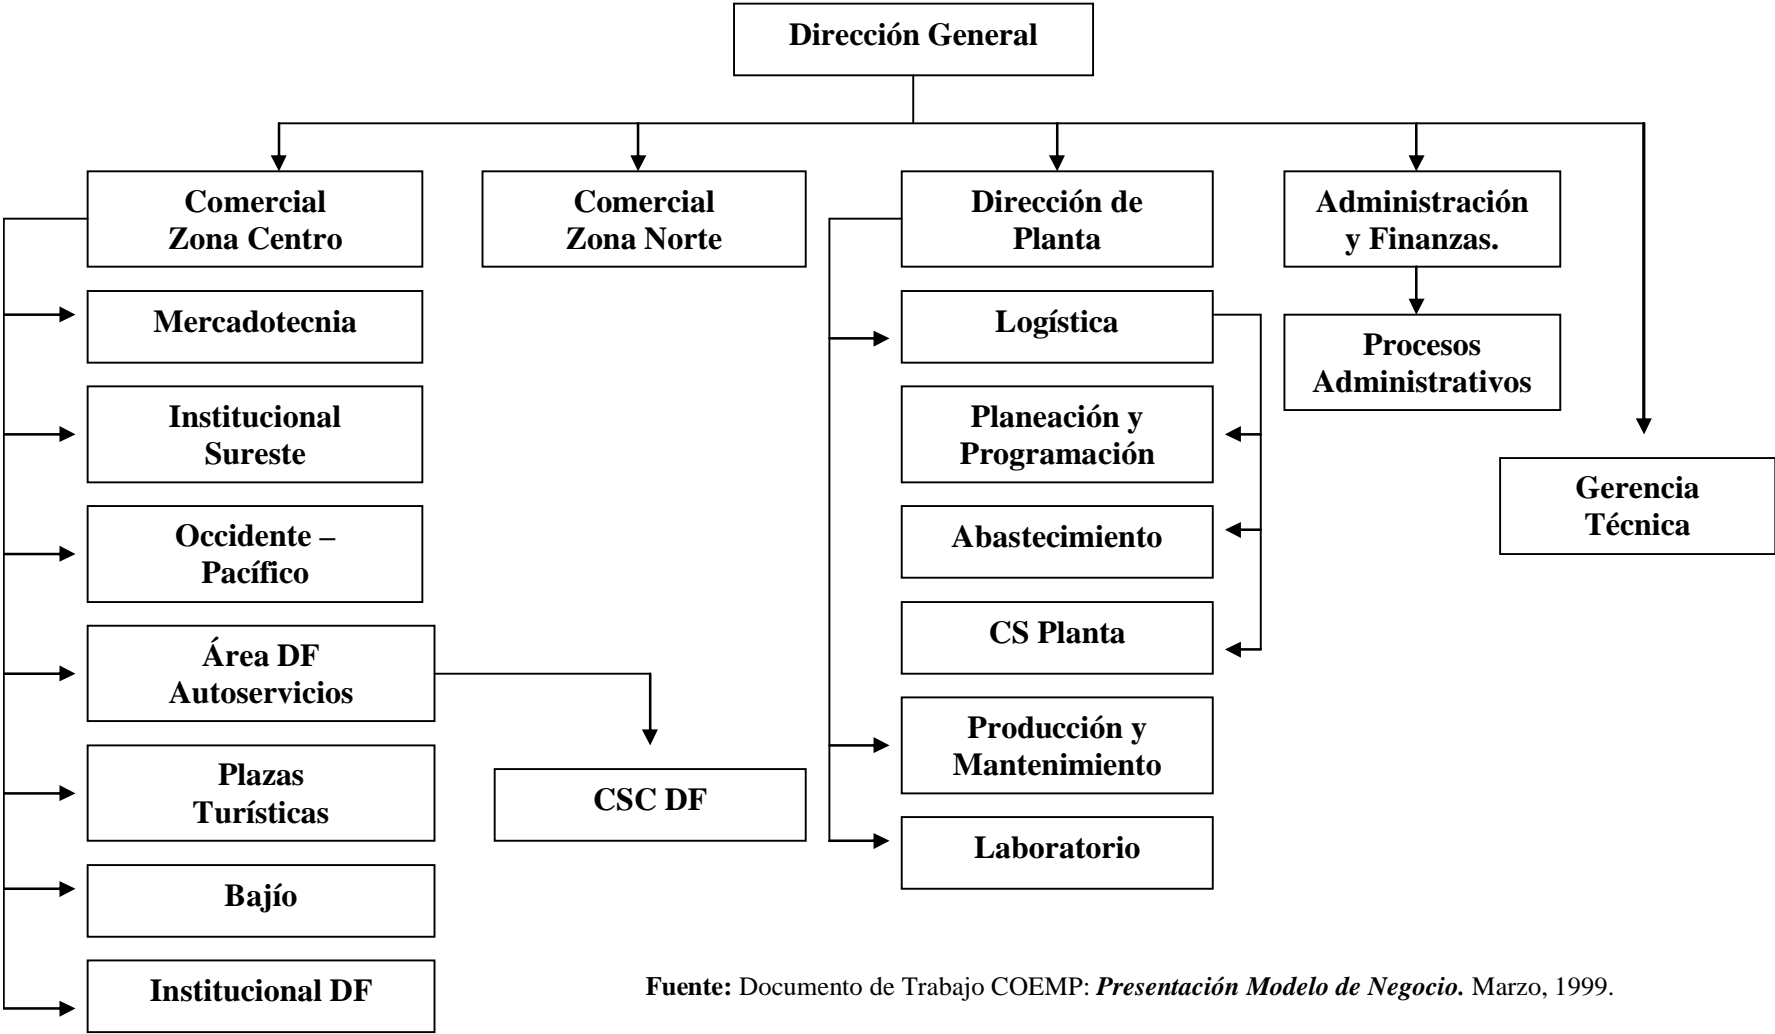 Dirección General
Comercial
Zona Centro
Comercial
Zona Norte
Dirección de
Planta
Administración
y Finanzas.
Mercadotecnia
Institucional
Sureste
Occidente –
Pacífico
Área DF
Autoservicios
Plazas
Turísticas
Bajío
Institucional DF
CSC DF
Logística
Planeación y
Programación
Abastecimiento
CS Planta
Producción y
Mantenimiento
Laboratorio
Procesos
Administrativos
Gerencia
Técnica
Fuente: Documento de Trabajo COEMP: Presentación Modelo de Negocio. Marzo, 1999.